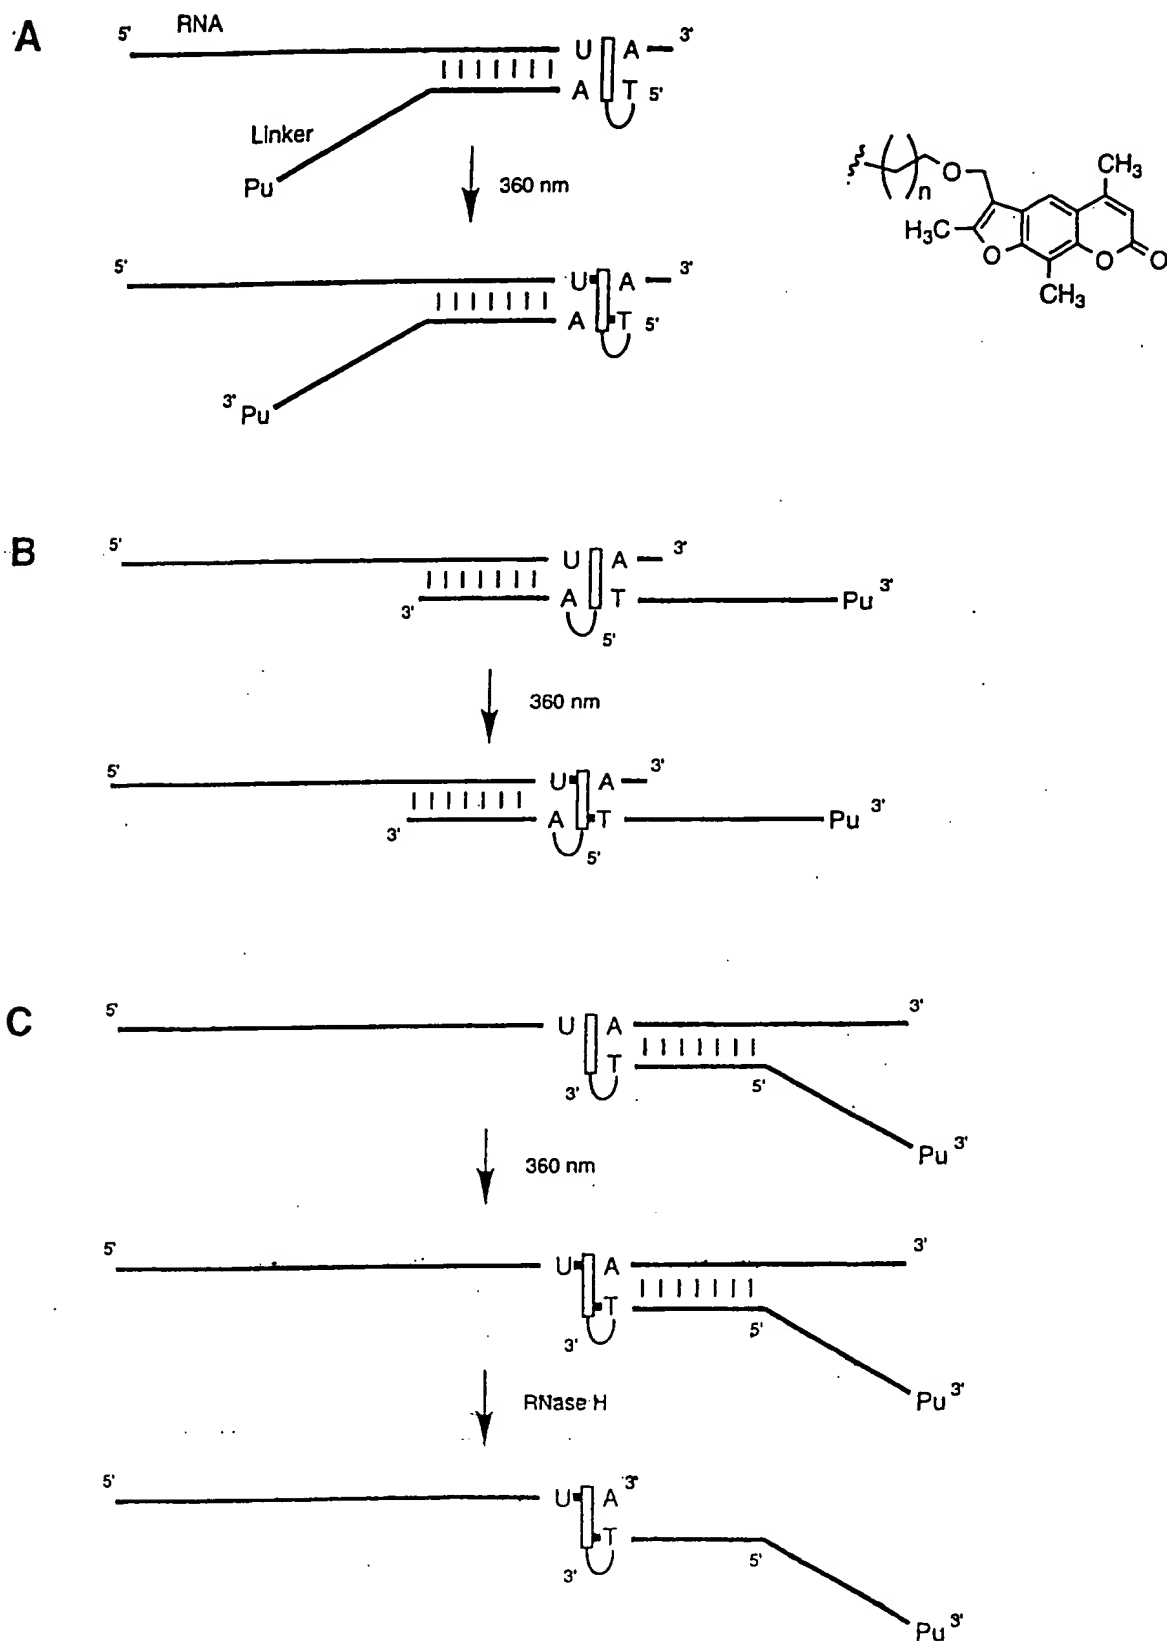 A
5' RNA U A 3'
A T 5'
Linker
Pu
360 nm
n O CH3
H3C O O O
CH3
5' U A 3'
A T 5'
3' Pu
B
5' U A 3'
3' A T Pu 3'
5'
360 nm
5' U A 3'
3' A T Pu 3'
5'
C
5' U A 3'
T
3' 5'
Pu 3'
360 nm
5' U A 3'
T
3' 5'
Pu 3'
RNase H
5' U A 3'
T
3' 5'
Pu 3'